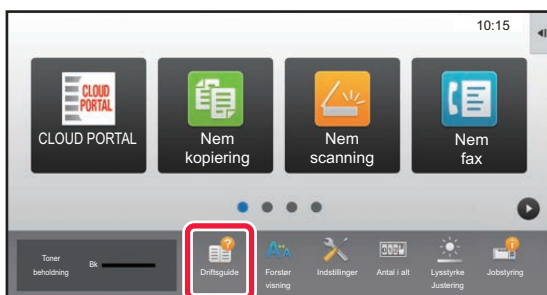 10:15
CLOUD
PORTAL
CLOUD PORTAL
Nem
kopiering
Nem
scanning
Nem
fax
Toner
beholdning
Bk
Driftsguide
Forstør
visning
Indstillinger
Antal i alt
Lysstyrke
Justering
Jobstyring